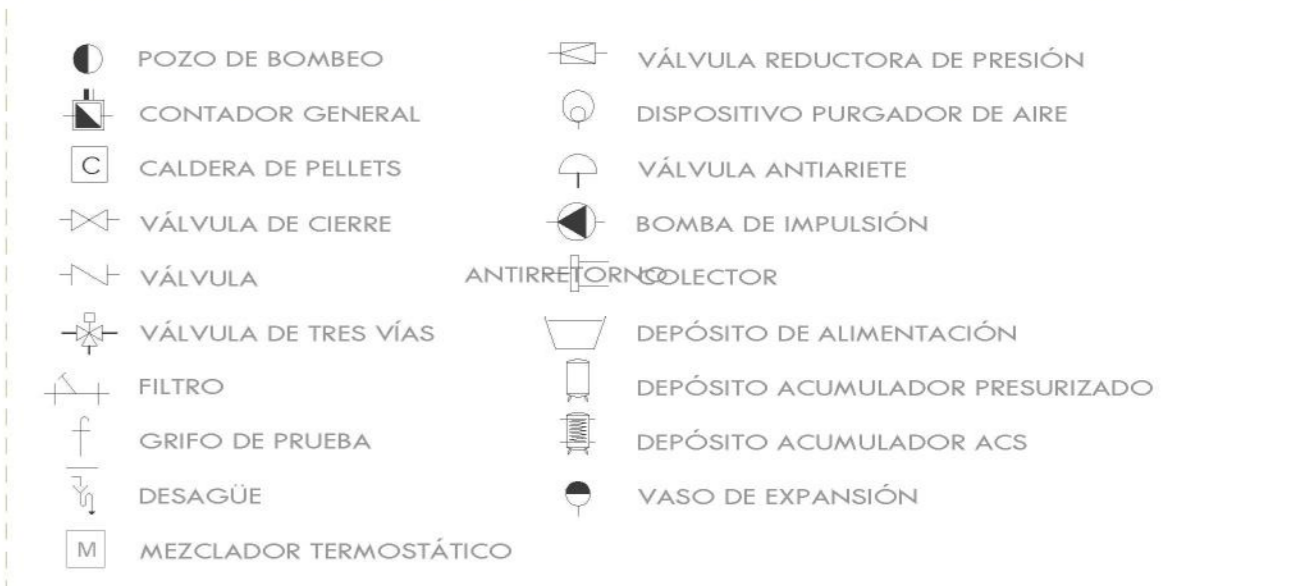 POZO DE BOMBEO
CONTADOR GENERAL
C CALDERA DE PELLETS
VÁLVULA DE CIERRE
VÁLVULA ANTIRRETORNO
VÁLVULA DE TRES VÍAS
FILTRO
GRIFO DE PRUEBA
DESAGÜE
M MEZCLADOR TERMOSTÁTICO
VÁLVULA REDUCTORA DE PRESIÓN
DISPOSITIVO PURGADOR DE AIRE
VÁLVULA ANTIARIETE
BOMBA DE IMPULSIÓN
COLECTOR
DEPÓSITO DE ALIMENTACIÓN
DEPÓSITO ACUMULADOR PRESURIZADO
DEPÓSITO ACUMULADOR ACS
VASO DE EXPANSIÓN